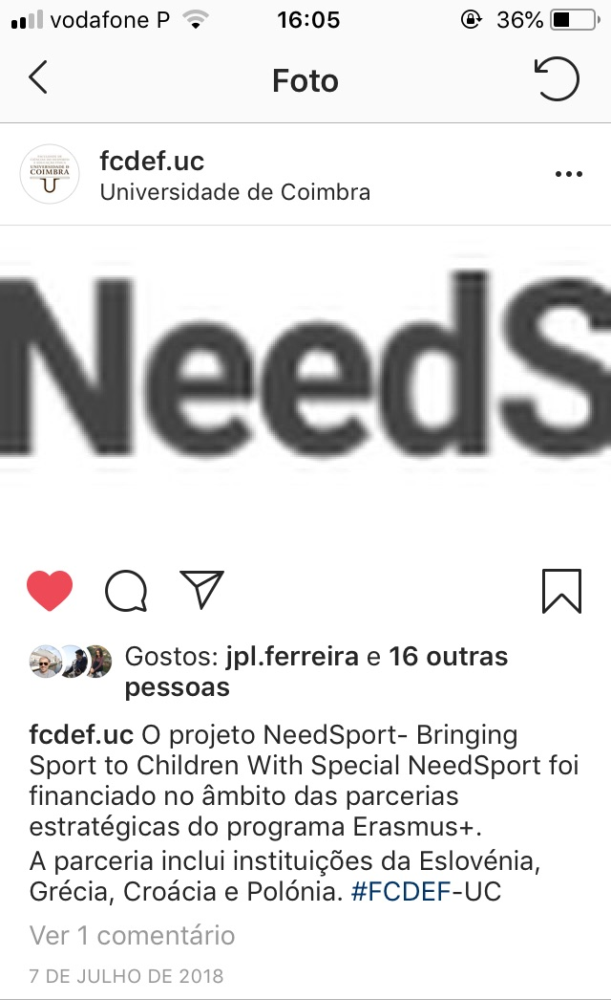 vodafone P 16:05 36%
Foto
UNIVERSIDADE D
COIMBRA
fcdef.uc
Universidade de Coimbra
NeedS
Gostos: jpl.ferreira e 16 outras
pessoas
fcdef.uc O projeto NeedSport- Bringing
Sport to Children With Special NeedSport foi
financiado no âmbito das parcerias
estratégicas do programa Erasmus+.
A parceria inclui instituições da Eslovénia,
Grécia, Croácia e Polónia. #FCDEF-UC
Ver 1 comentário
7 DE JULHO DE 2018